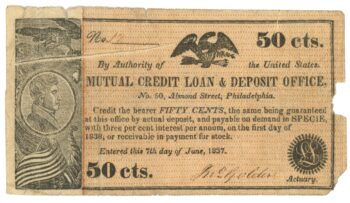 No. 50 cts.
By Authority of the United States.
MUTUAL CREDIT LOAN & DEPOSIT OFFICE,
No. 50, Almond Street, Philadelphia.
Credit the bearer FIFTY CENTS, the same being guaranteed
at this office by actual deposit, and payable on demand in SPECIE,
with three per cent interest per annum, on the first day of
1838, or receivable in payment for stock.
Entered this 7th day of June, 1837.
50 cts.
Actuary.